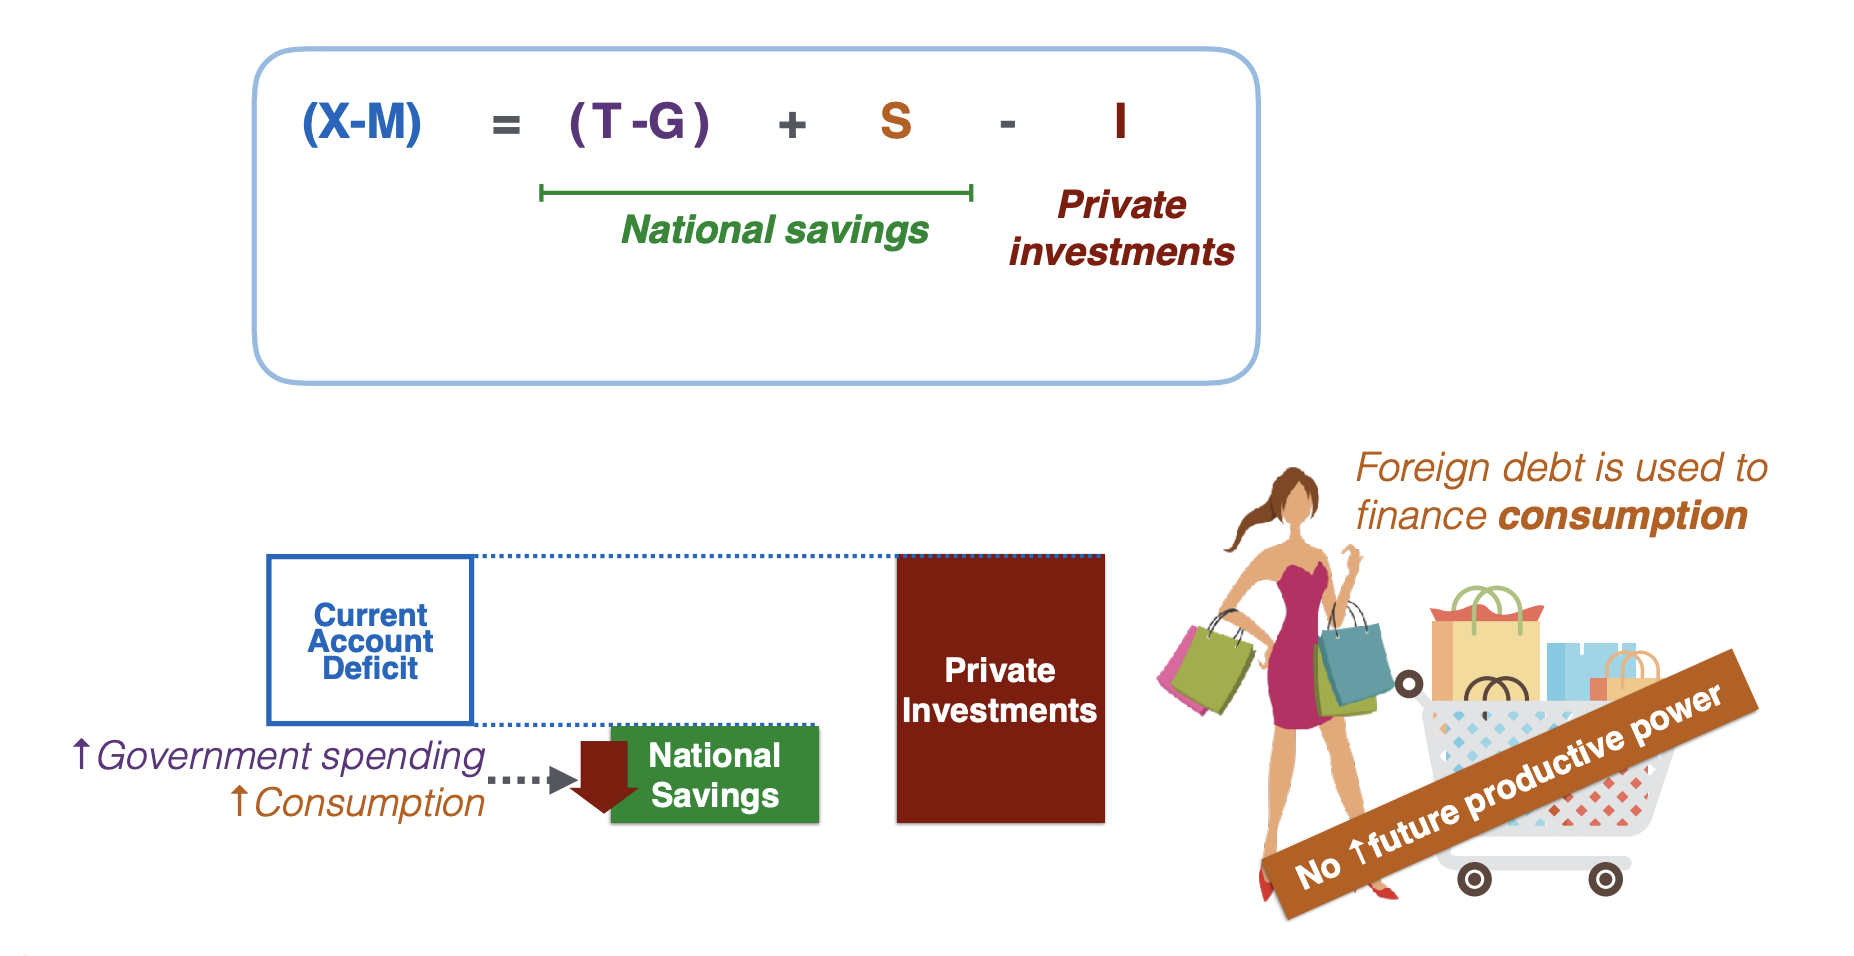 (X-M) = (T-G) + S - I
National savings
Private
investments
Foreign debt is used to
finance consumption
Current
Account
Deficit
Private
Investments
↑Government spending
↑Consumption
National
Savings
No ↑future productive power